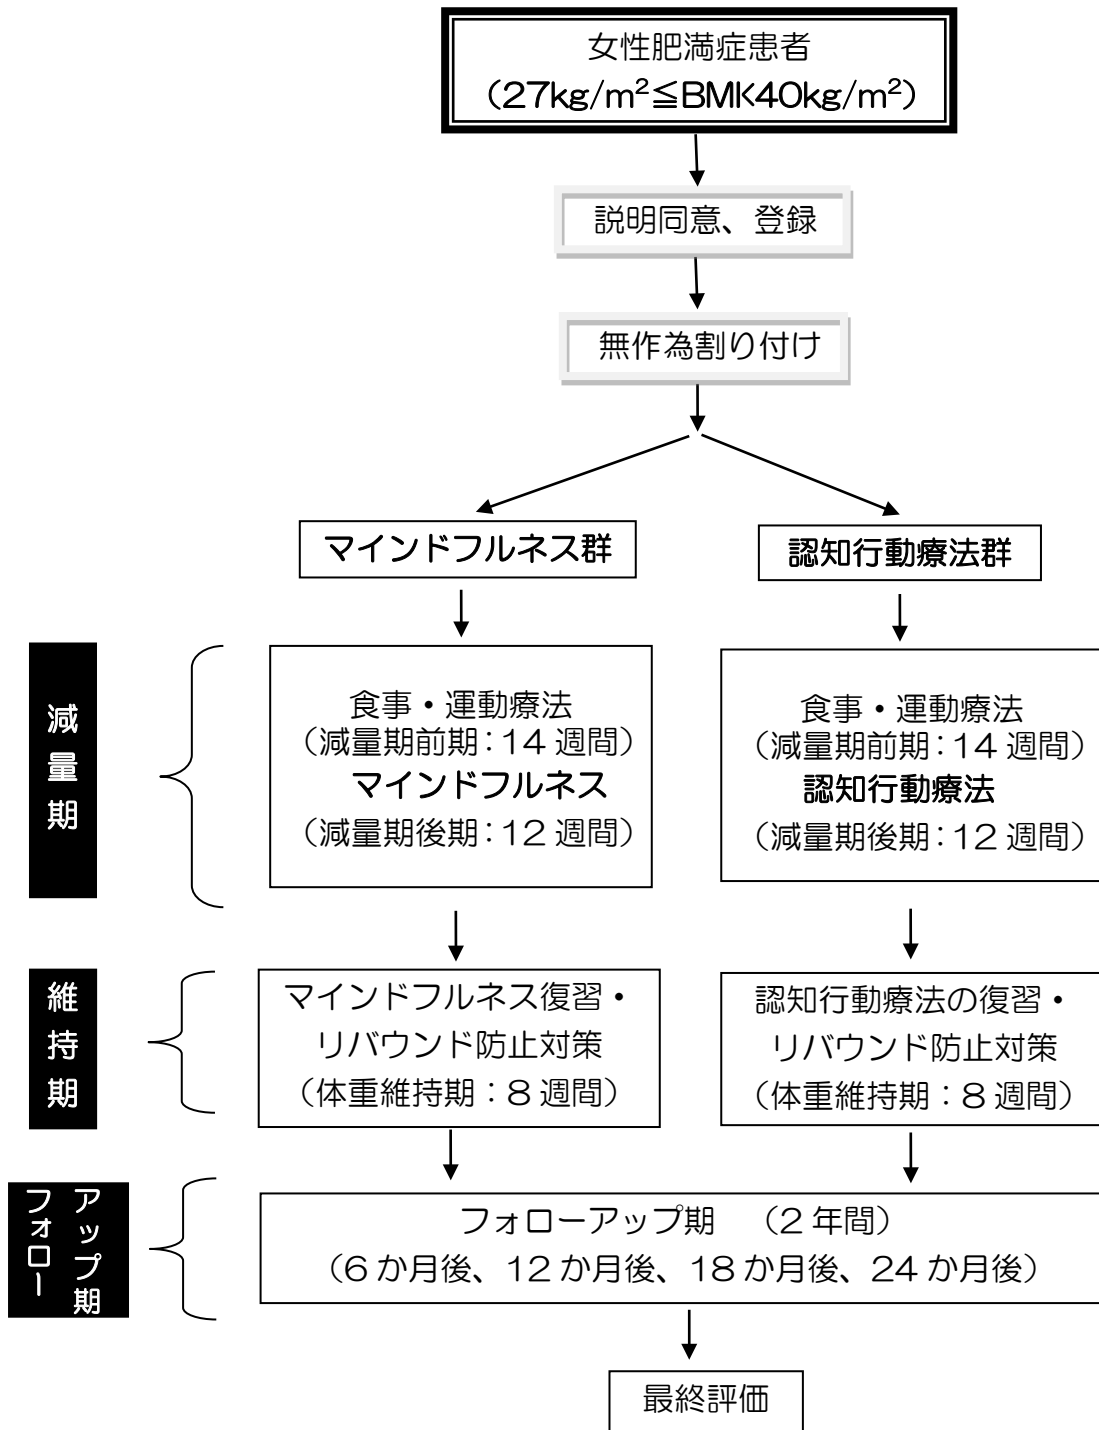 女性肥満症患者
（27kg/m²≦BMI<40kg/m²）
説明同意、登録
無作為割り付け
マインドフルネス群
認知行動療法群
減量期
食事・運動療法
（減量期前期：14 週間）
マインドフルネス
（減量期後期：12 週間）
食事・運動療法
（減量期前期：14 週間）
認知行動療法
（減量期後期：12 週間）
維持期
マインドフルネス復習・
リバウンド防止対策
（体重維持期：8 週間）
認知行動療法の復習・
リバウンド防止対策
（体重維持期：8 週間）
フォロー
アップ期
フォローアップ期　（2 年間）
（6 か月後、12 か月後、18 か月後、24 か月後）
最終評価